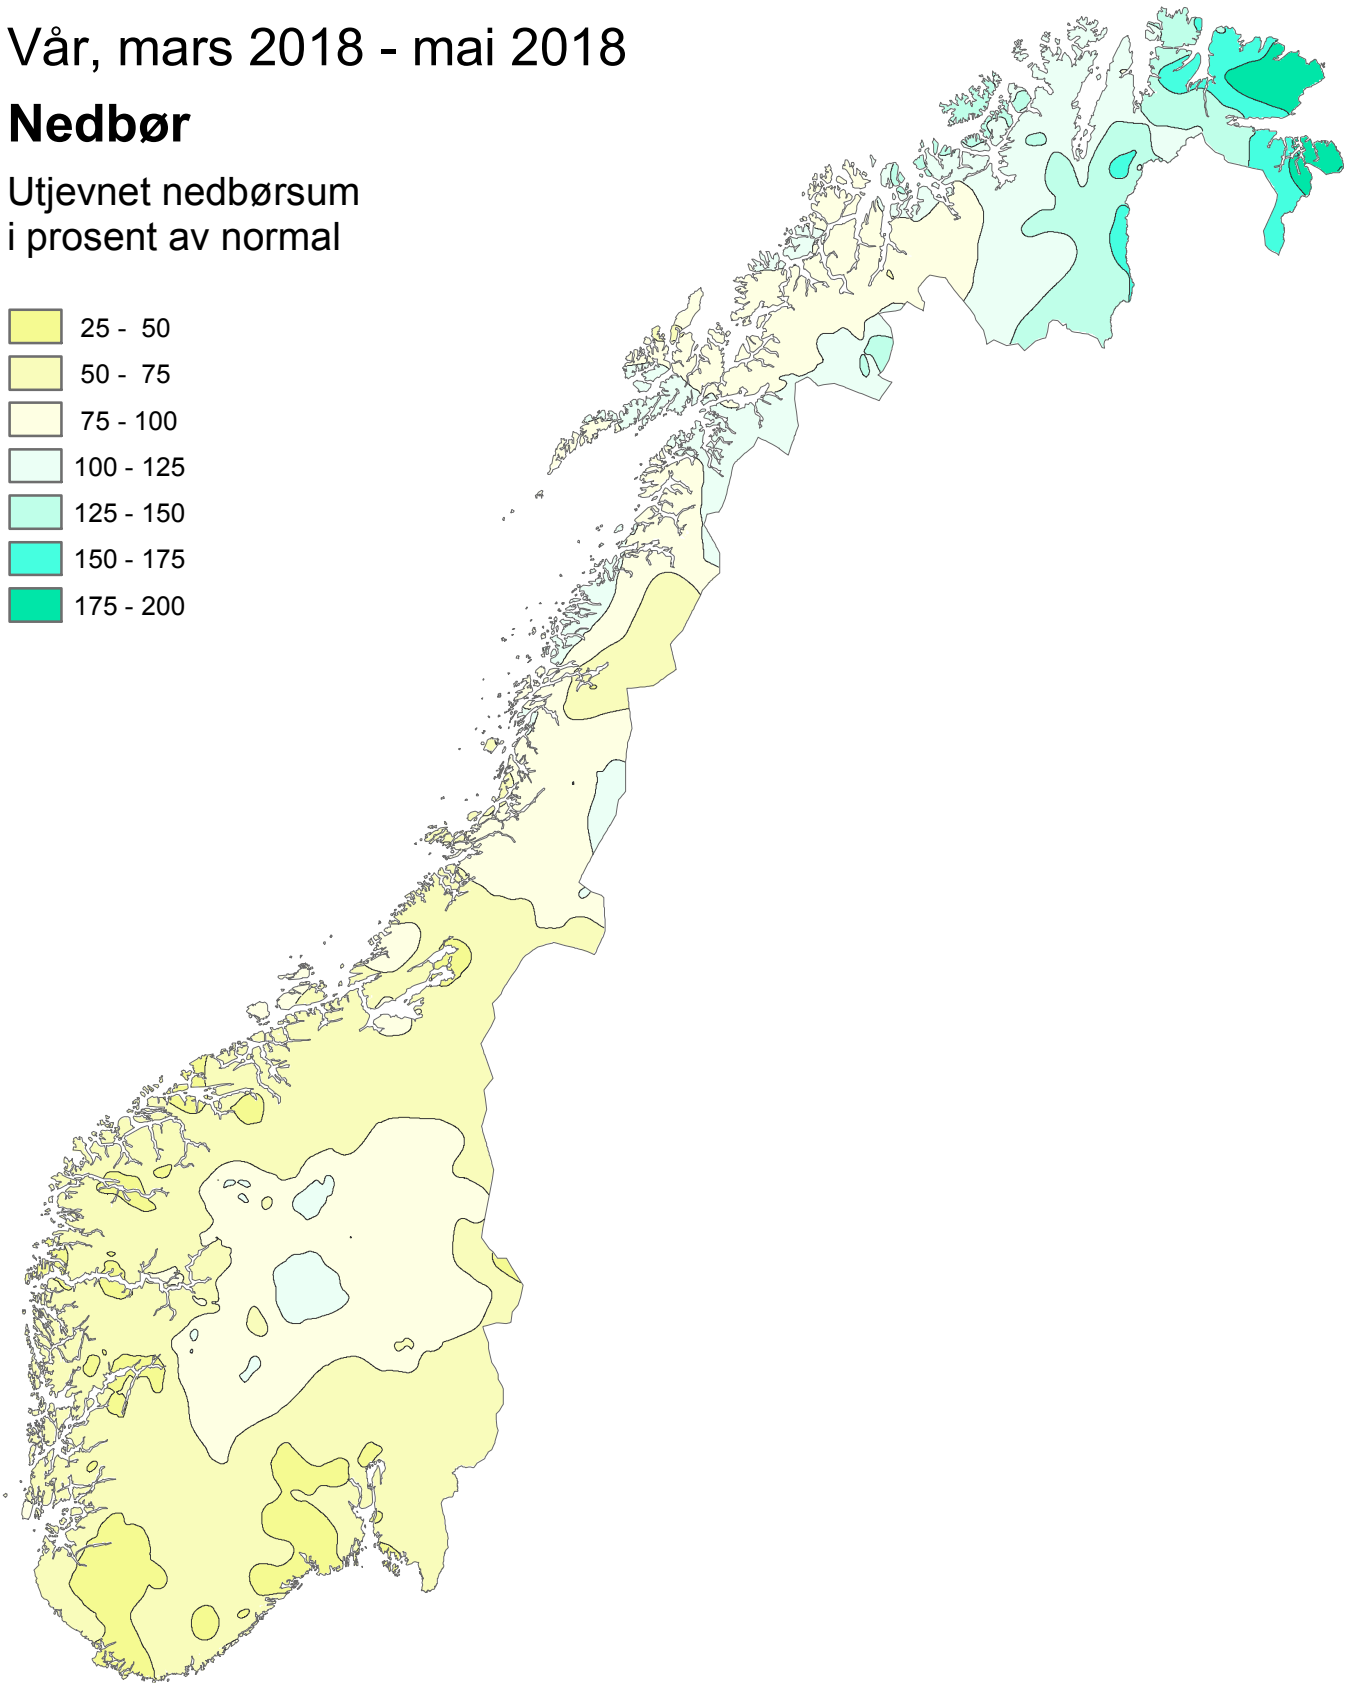 Vår, mars 2018 - mai 2018
Nedbør
Utjevnet nedbørsum
i prosent av normal
25 - 50
50 - 75
75 - 100
100 - 125
125 - 150
150 - 175
175 - 200